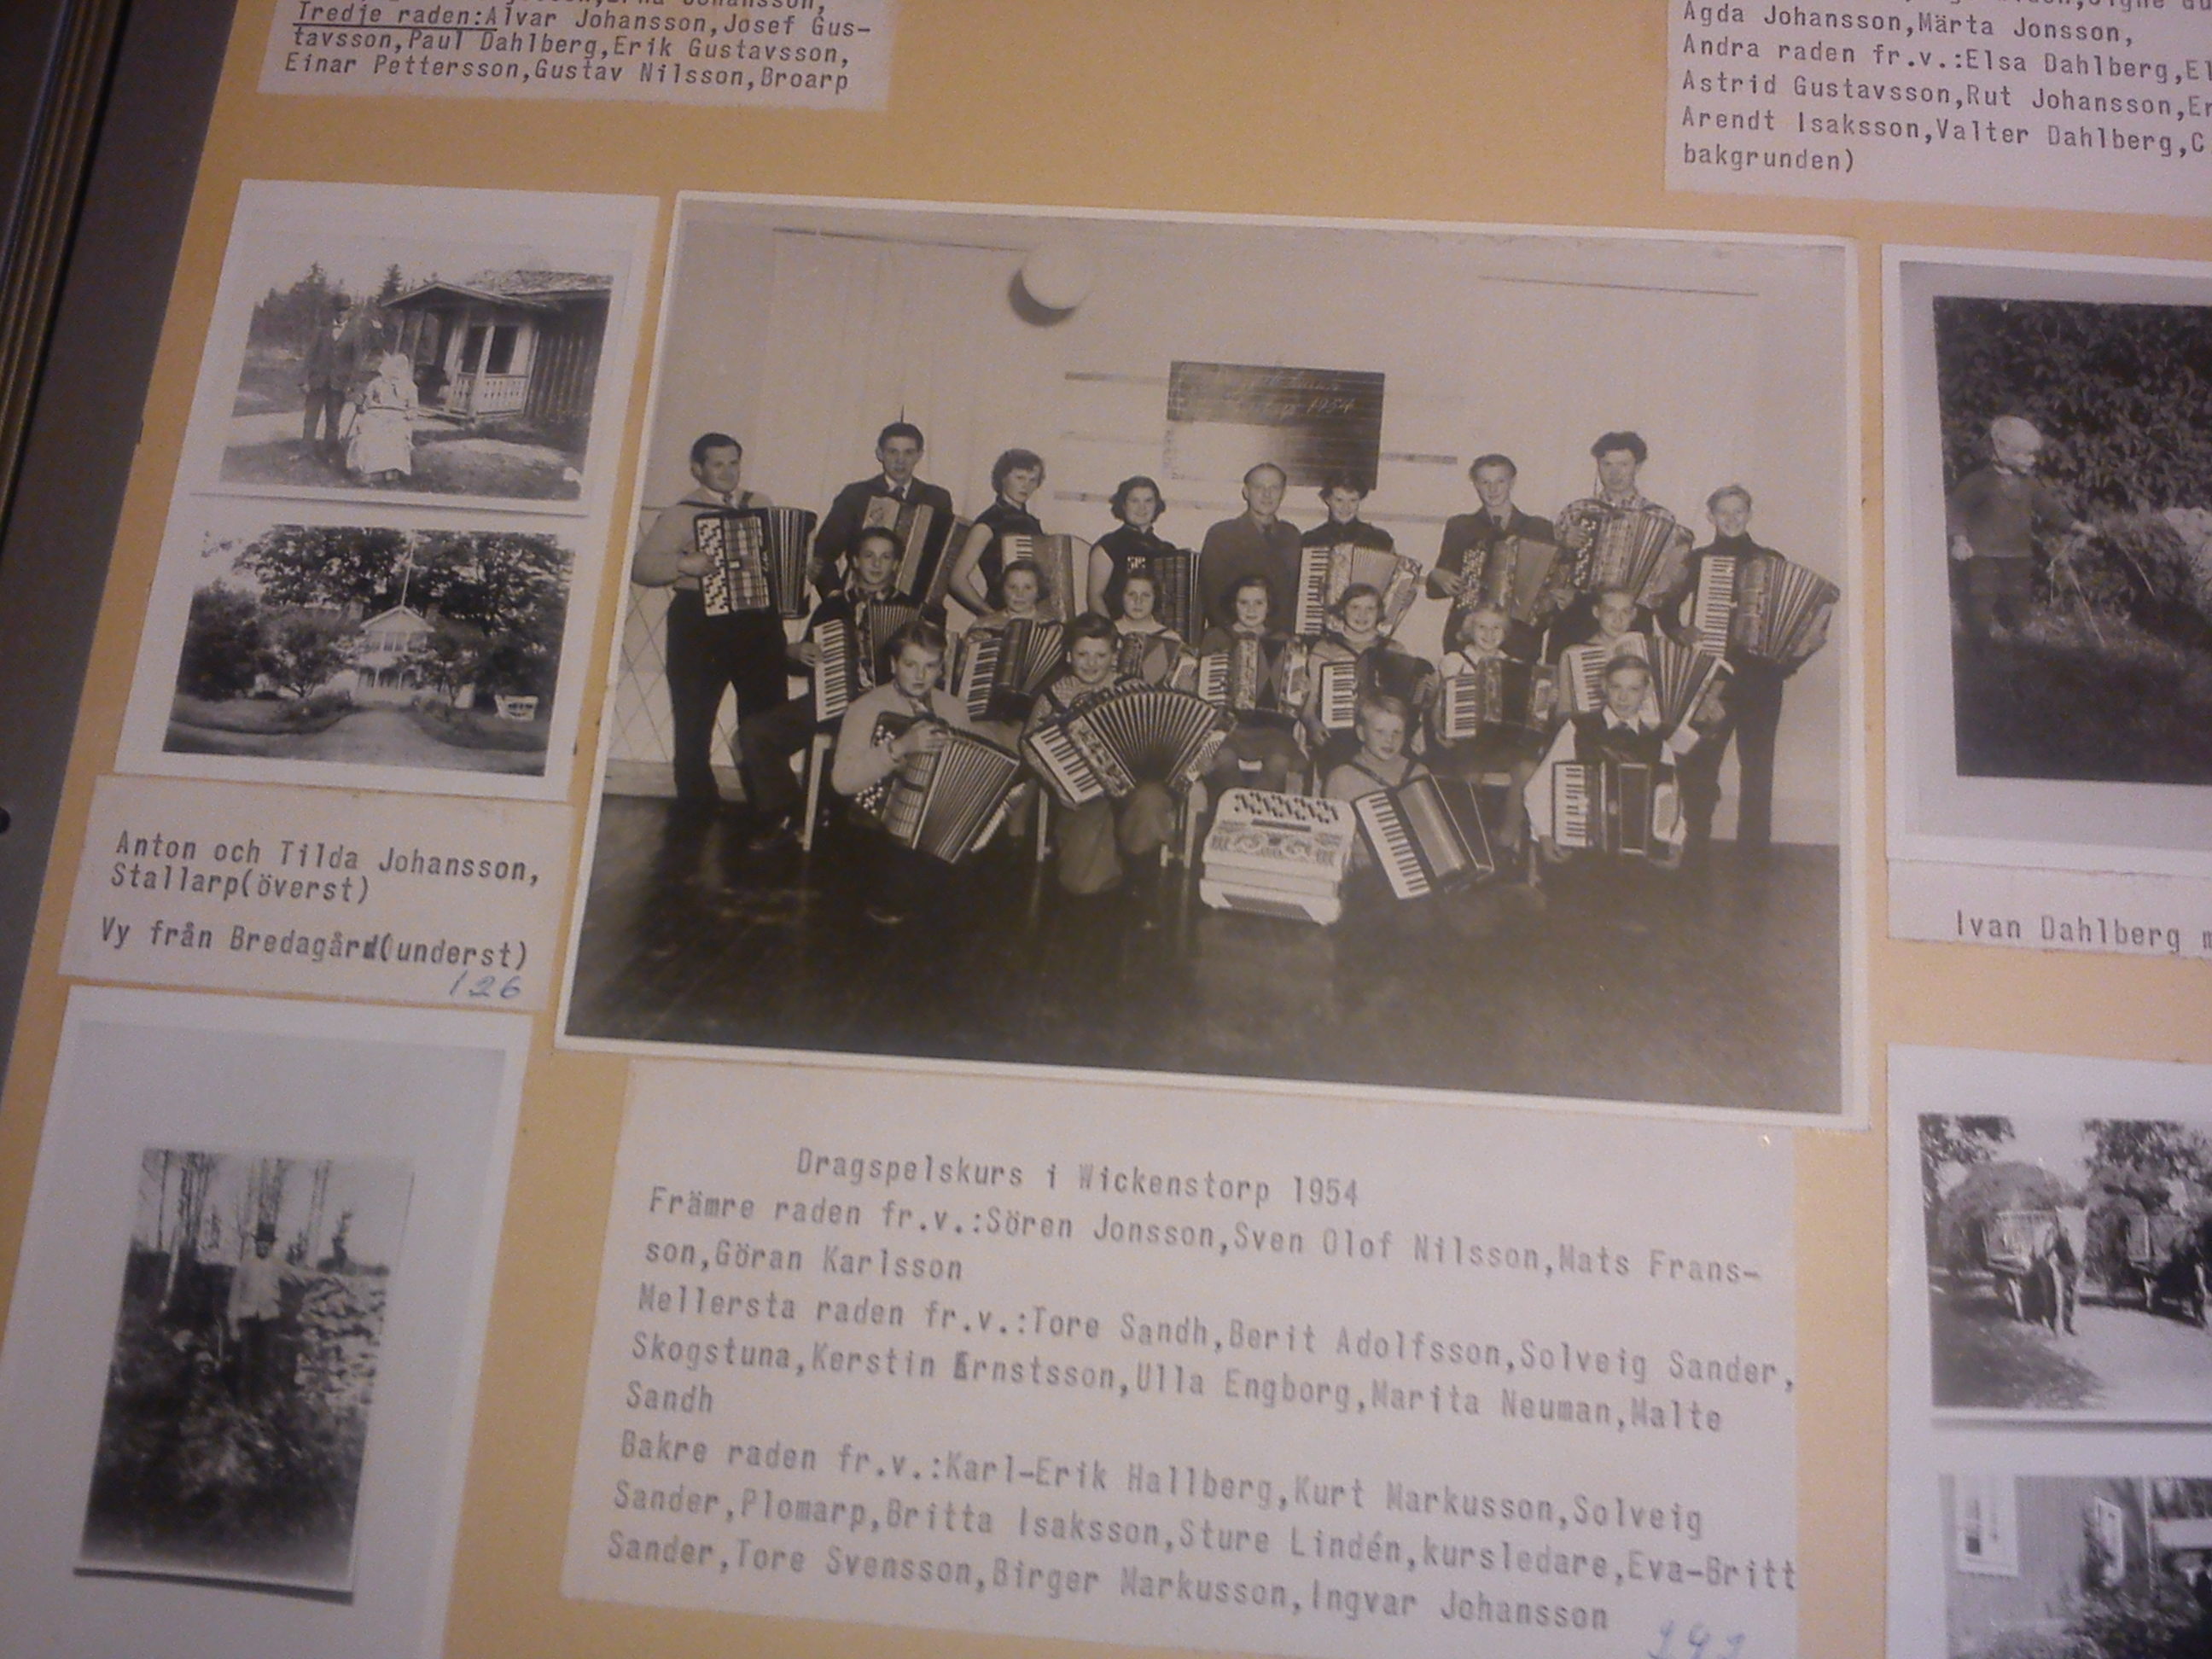 Tredje raden:Alvar Johansson,Josef Gus-
tavsson,Paul Dahlberg,Erik Gustavsson,
Einar Pettersson,Gustav Nilsson,Broarp
Agda Johansson,Märta Jonsson,
Andra raden fr.v.:Elsa Dahlberg,
Astrid Gustavsson,Rut Johansson,
Arendt Isaksson,Valter Dahlberg,
bakgrunden)
1954
Anton och Tilda Johansson,
Stallarp(överst)
Vy från Bredagård(underst)
126
Ivan Dahlberg
Dragspelskurs i Wickenstorp 1954
Främre raden fr.v.:Sören Jonsson,Sven Olof Nilsson,Mats Frans-
son,Göran Karlsson
Mellersta raden fr.v.:Tore Sandh,Berit Adolfsson,Solveig Sander,
Skogstuna,Kerstin Ernstsson,Ulla Engborg,Marita Neuman,Malte
Sandh
Bakre raden fr.v.:Karl-Erik Hallberg,Kurt Markusson,Solveig
Sander,Plomarp,Britta Isaksson,Sture Lindén,kursledare,Eva-Britt
Sander,Tore Svensson,Birger Markusson,Ingvar Johansson